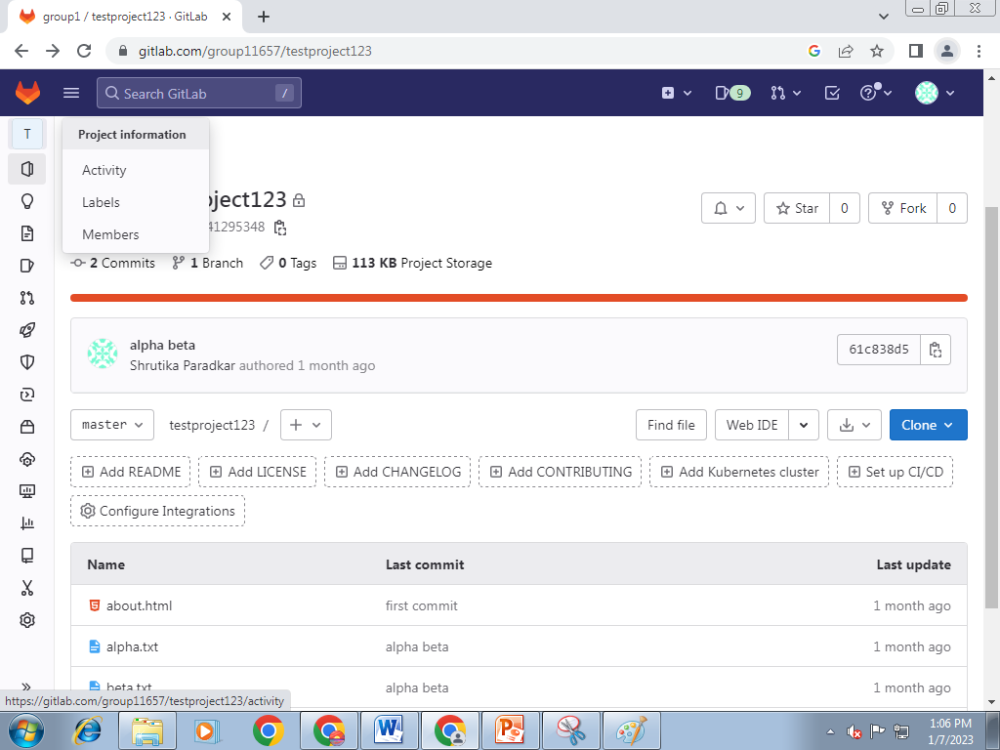 group1 / testproject123 · GitLab
gitlab.com/group11657/testproject123
Search GitLab /
9
T
Project information
Activity
Labels
Members
oject123
41295348
Star 0
Fork 0
2 Commits 1 Branch 0 Tags 113 KB Project Storage
alpha beta
Shrutika Paradkar authored 1 month ago
61c838d5
master
testproject123 /
Find file
Web IDE
Clone
Add README
Add LICENSE
Add CHANGELOG
Add CONTRIBUTING
Add Kubernetes cluster
Set up CI/CD
Configure Integrations
Name Last commit Last update
about.html first commit 1 month ago
alpha.txt alpha beta 1 month ago
beta.txt alpha beta 1 month ago
https://gitlab.com/group11657/testproject123/activity
1:06 PM
1/7/2023